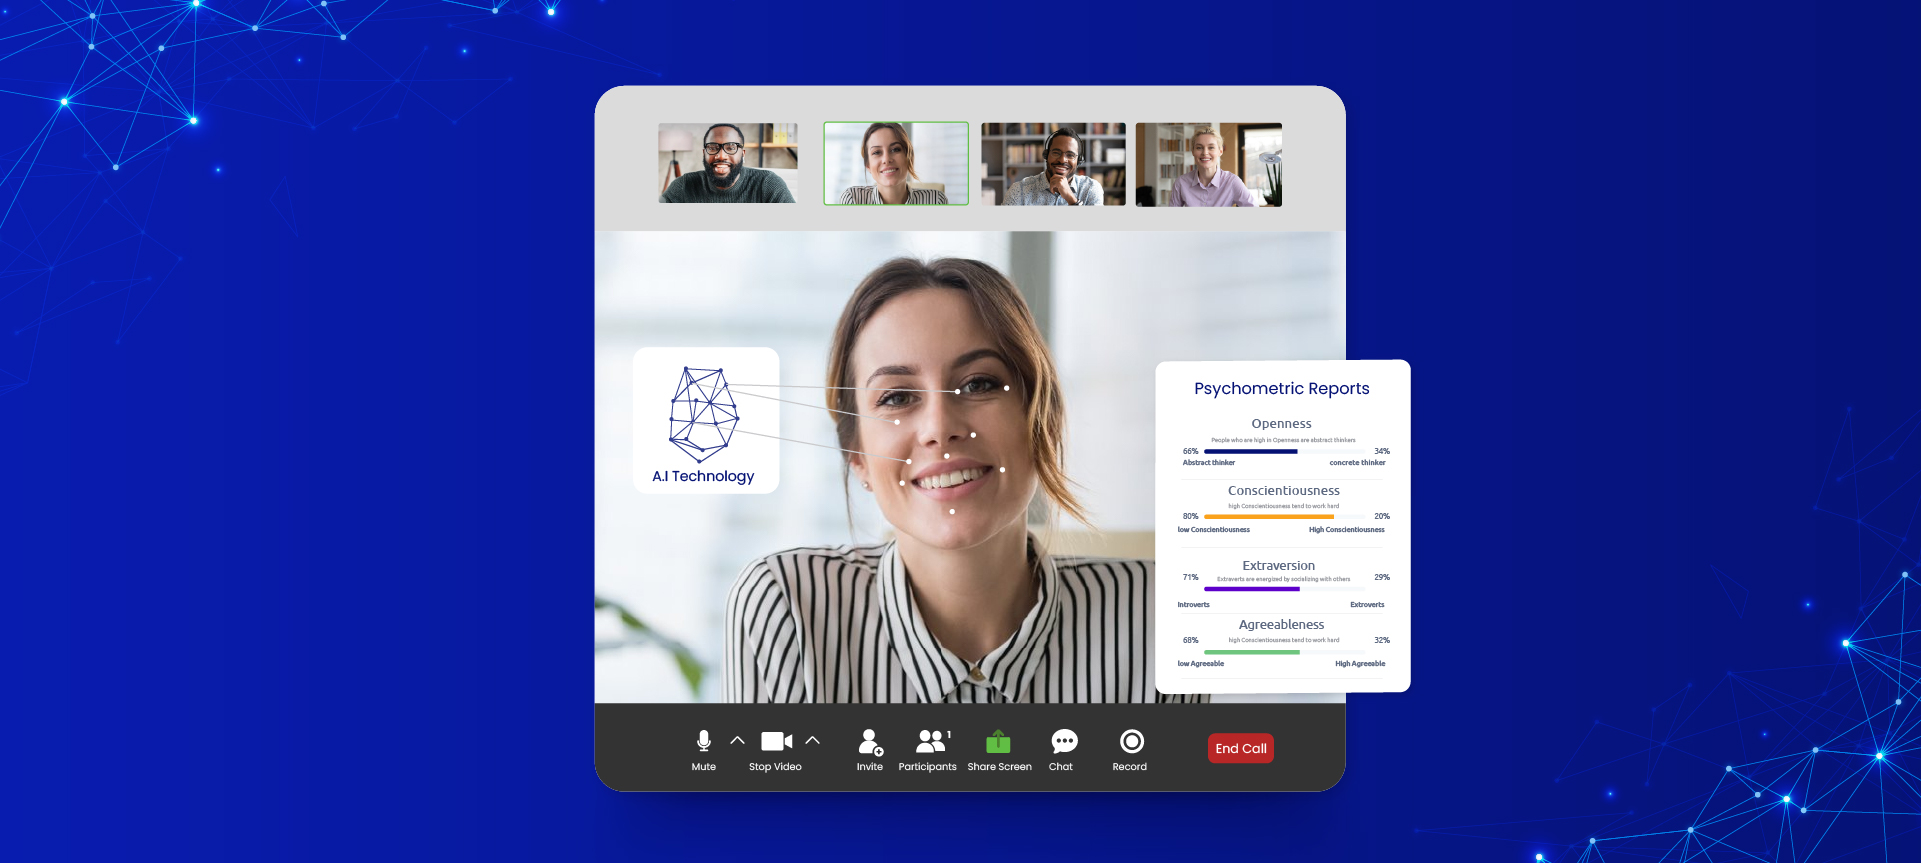 A.I Technology
Psychometric Reports
Openness
People who are high in Openness are abstract thinkers
66% 34%
Abstract thinker concrete thinker
Conscientiousness
high Conscientiousness tend to work hard
80% 20%
low Conscientiousness High Conscientiousness
Extraversion
71% Extraverts are energized by socializing with others 29%
Introverts Extroverts
Agreeableness
68% high Conscientiousness tend to work hard 32%
low Agreeable High Agreeable
1
Mute Stop Video Invite Participants Share Screen Chat Record End Call